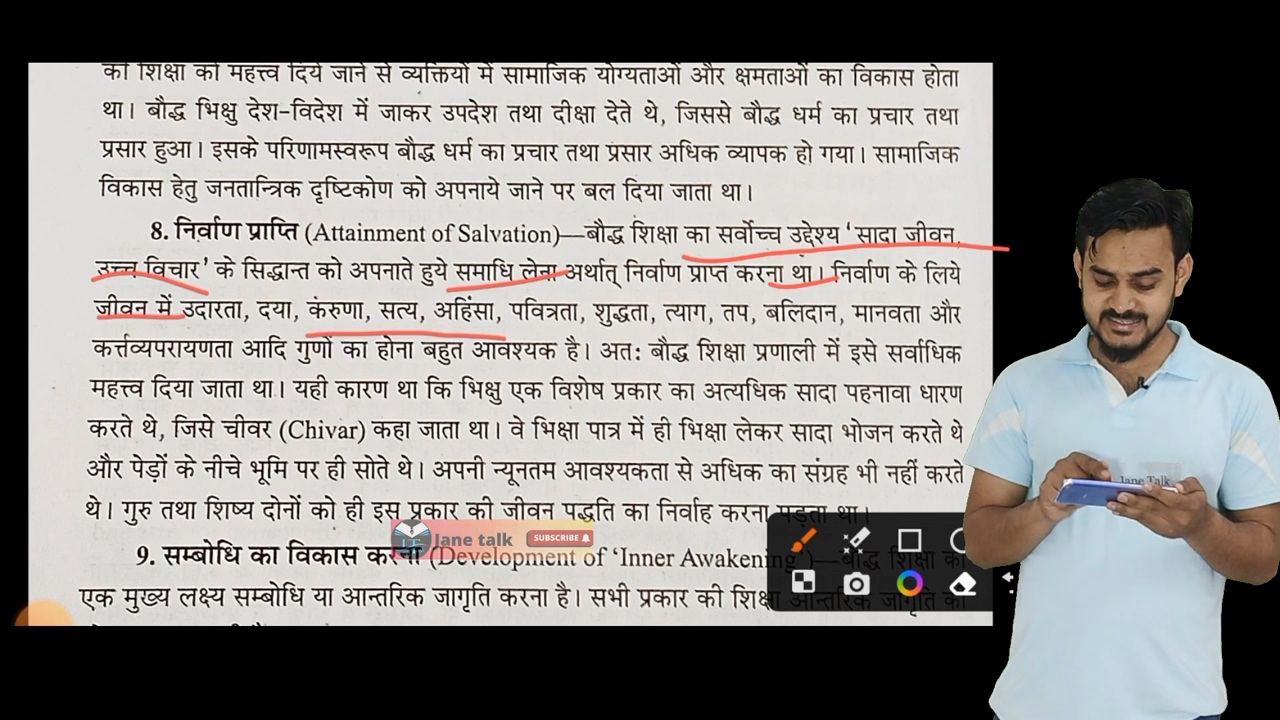 की शिक्षा को महत्त्व दिये जाने से व्यक्तियों में सामाजिक योग्यताओं और क्षमताओं का विकास होता
था। बौद्ध भिक्षु देश-विदेश में जाकर उपदेश तथा दीक्षा देते थे, जिससे बौद्ध धर्म का प्रचार तथा
प्रसार हुआ। इसके परिणामस्वरूप बौद्ध धर्म का प्रचार तथा प्रसार अधिक व्यापक हो गया। सामाजिक
विकास हेतु जनतान्त्रिक दृष्टिकोण को अपनाये जाने पर बल दिया जाता था।
8. निर्वाण प्राप्ति (Attainment of Salvation)—बौद्ध शिक्षा का सर्वोच्च उद्देश्य ‘सादा जीवन,
उच्च विचार’ के सिद्धान्त को अपनाते हुये समाधि लेना अर्थात् निर्वाण प्राप्त करना था। निर्वाण के लिये
जीवन में उदारता, दया, कंरुणा, सत्य, अहिंसा, पवित्रता, शुद्धता, त्याग, तप, बलिदान, मानवता और
कर्त्तव्यपरायणता आदि गुणों का होना बहुत आवश्यक है। अतः बौद्ध शिक्षा प्रणाली में इसे सर्वाधिक
महत्त्व दिया जाता था। यही कारण था कि भिक्षु एक विशेष प्रकार का अत्यधिक सादा पहनावा धारण
करते थे, जिसे चीवर (Chivar) कहा जाता था। वे भिक्षा पात्र में ही भिक्षा लेकर सादा भोजन करते थे
और पेड़ों के नीचे भूमि पर ही सोते थे। अपनी न्यूनतम आवश्यकता से अधिक का संग्रह भी नहीं करते
थे। गुरु तथा शिष्य दोनों को ही इस प्रकार की जीवन पद्धति का निर्वाह करना पड़ता था।
Jane talk SUBSCRIBE
9. सम्बोधि का विकास करना (Development of ‘Inner Awakening’)—बौद्ध शिक्षा का
एक मुख्य लक्ष्य सम्बोधि या आन्तरिक जागृति करना है। सभी प्रकार की शिक्षा आन्तरिक जागृति को
Jane Talk